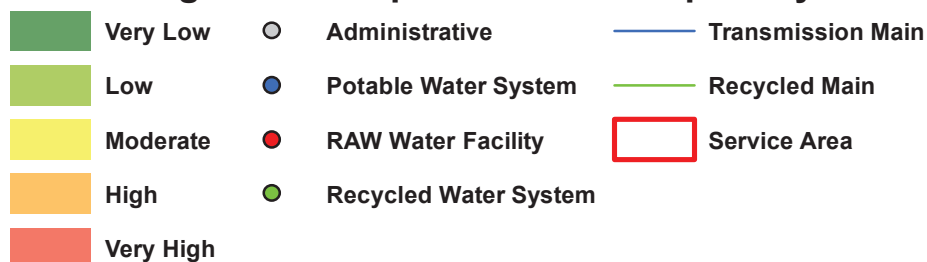 Very Low Administrative Transmission Main
Low Potable Water System Recycled Main
Moderate RAW Water Facility Service Area
High Recycled Water System
Very High